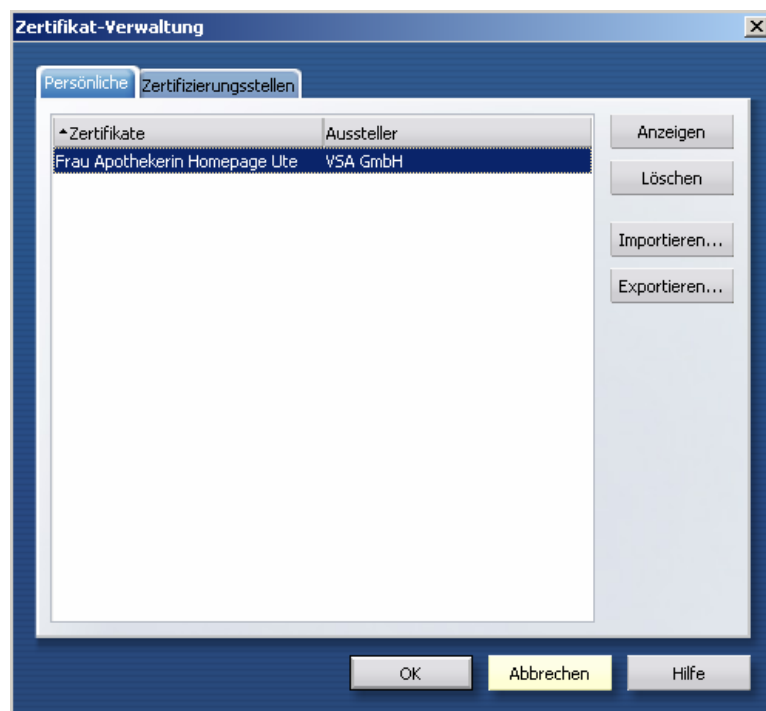 Zertifikat-Verwaltung
Persönliche Zertifizierungsstellen
Zertifikate Aussteller
Frau Apothekerin Homepage Ute VSA GmbH
Anzeigen
Löschen
Importieren...
Exportieren...
OK Abbrechen Hilfe